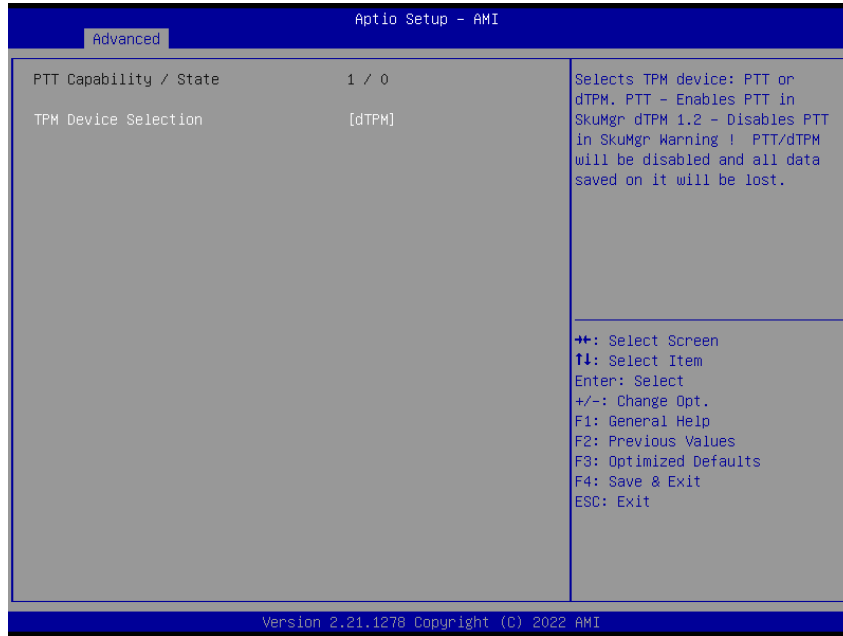 Aptio Setup – AMI
Advanced
PTT Capability / State 1 / 0
TPM Device Selection [dTPM]
Selects TPM device: PTT or
dTPM. PTT – Enables PTT in
SkuMgr dTPM 1.2 – Disables PTT
in SkuMgr Warning ! PTT/dTPM
will be disabled and all data
saved on it will be lost.
→←: Select Screen
↑↓: Select Item
Enter: Select
+/-: Change Opt.
F1: General Help
F2: Previous Values
F3: Optimized Defaults
F4: Save & Exit
ESC: Exit
Version 2.21.1278 Copyright (C) 2022 AMI